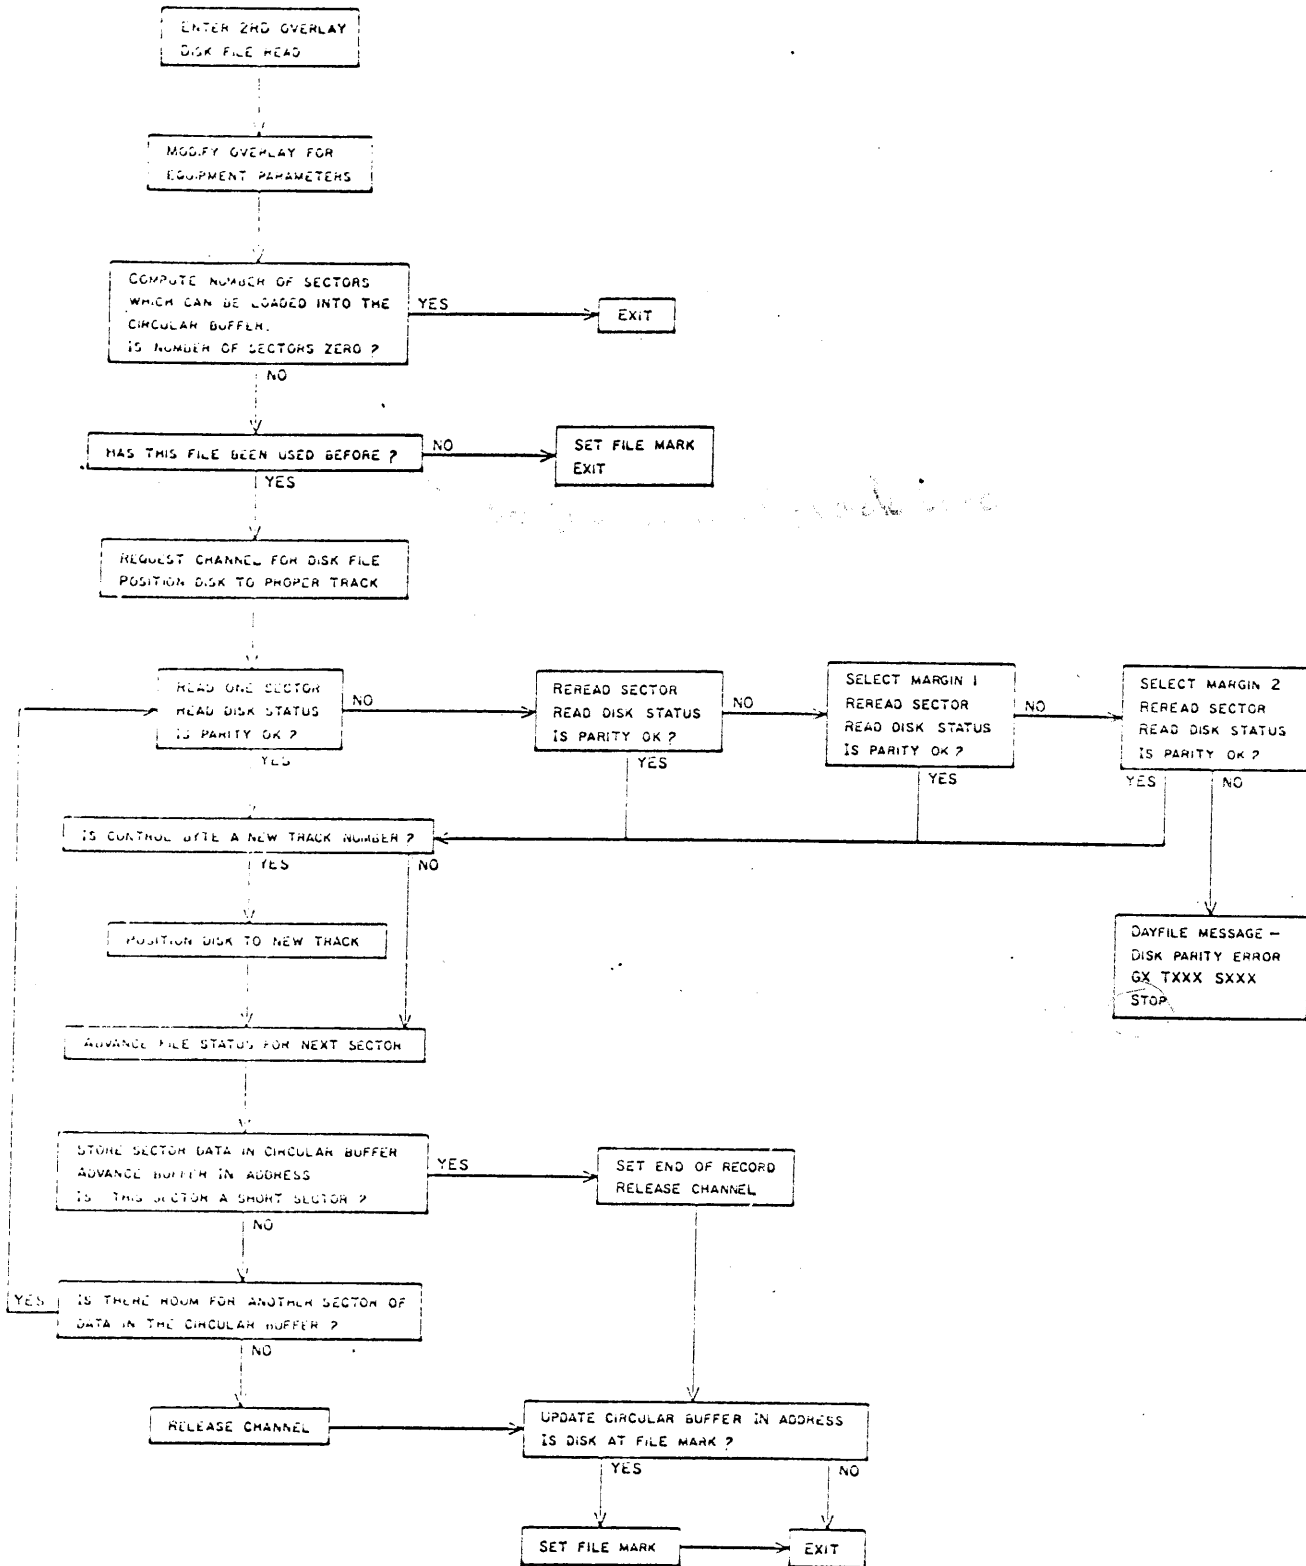 ENTER 2RD OVERLAY
DISK FILE READ
MODIFY OVERLAY FOR
EQUIPMENT PARAMETERS
COMPUTE NUMBER OF SECTORS
WHICH CAN BE LOADED INTO THE
CIRCULAR BUFFER.
IS NUMBER OF SECTORS ZERO ?
YES
EXIT
NO
HAS THIS FILE BEEN USED BEFORE ?
NO
SET FILE MARK
EXIT
YES
REQUEST CHANNEL FOR DISK FILE
POSITION DISK TO PROPER TRACK
READ ONE SECTOR
READ DISK STATUS
IS PARITY OK ?
NO
REREAD SECTOR
READ DISK STATUS
IS PARITY OK ?
NO
SELECT MARGIN 1
REREAD SECTOR
READ DISK STATUS
IS PARITY OK ?
NO
SELECT MARGIN 2
REREAD SECTOR
READ DISK STATUS
IS PARITY OK ?
YES
YES
YES
YES
NO
IS CONTROL BYTE A NEW TRACK NUMBER ?
YES
NO
POSITION DISK TO NEW TRACK
DAYFILE MESSAGE —
DISK PARITY ERROR
GX TXXX SXXX
STOP
ADVANCE FILE STATUS FOR NEXT SECTOR
STORE SECTOR DATA IN CIRCULAR BUFFER
ADVANCE BUFFER IN ADDRESS
IS THIS SECTOR A SHORT SECTOR ?
YES
SET END OF RECORD
RELEASE CHANNEL
NO
YES
IS THERE ROOM FOR ANOTHER SECTOR OF
DATA IN THE CIRCULAR BUFFER ?
NO
RELEASE CHANNEL
UPDATE CIRCULAR BUFFER IN ADDRESS
IS DISK AT FILE MARK ?
YES
NO
SET FILE MARK
EXIT